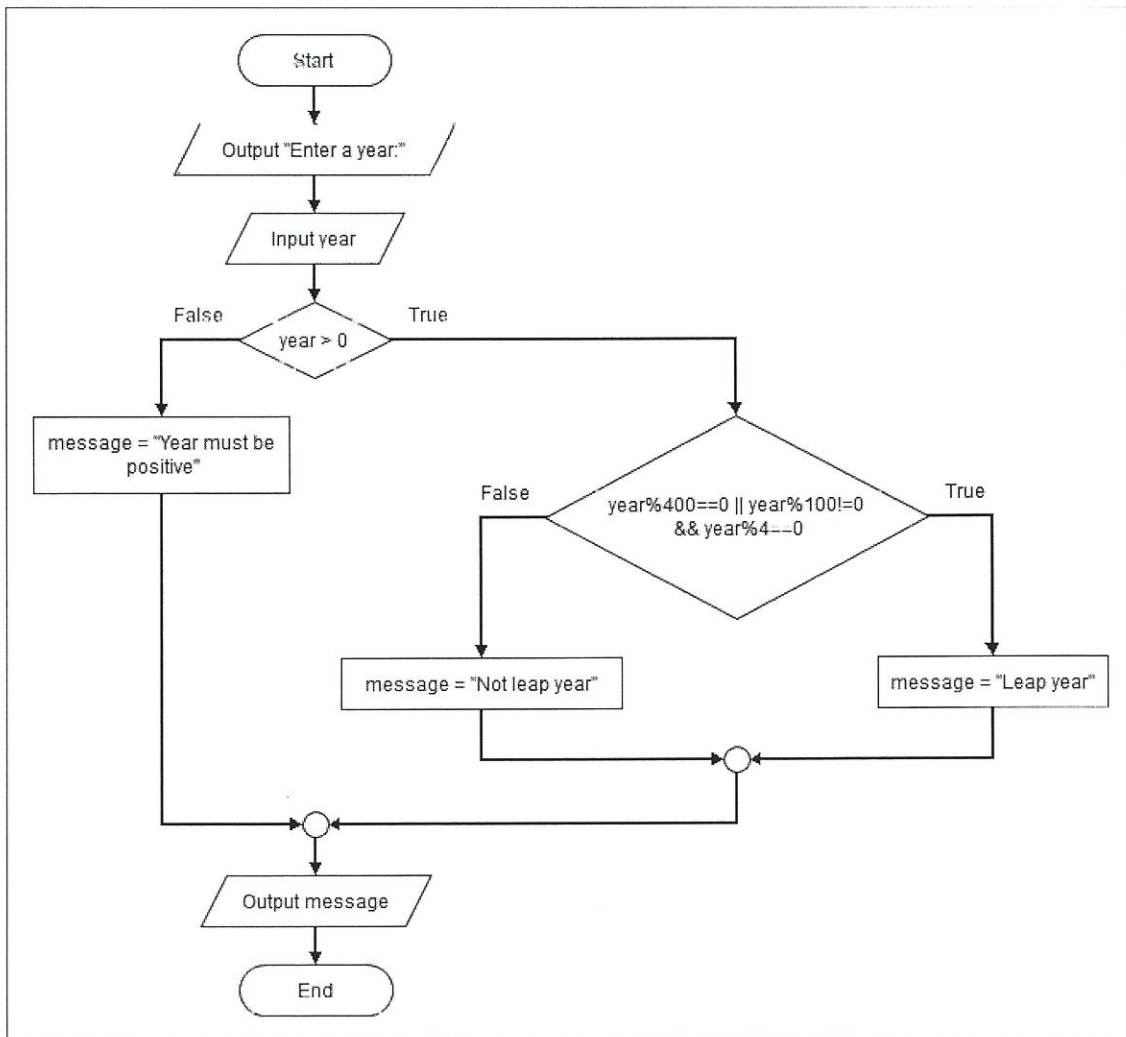 Start
Output "Enter a year:"
Input year
False
True
year > 0
message = "Year must be
positive"
False
True
year%400==0 || year%100!=0
&& year%4==0
message = "Not leap year"
message = "Leap year"
Output message
End